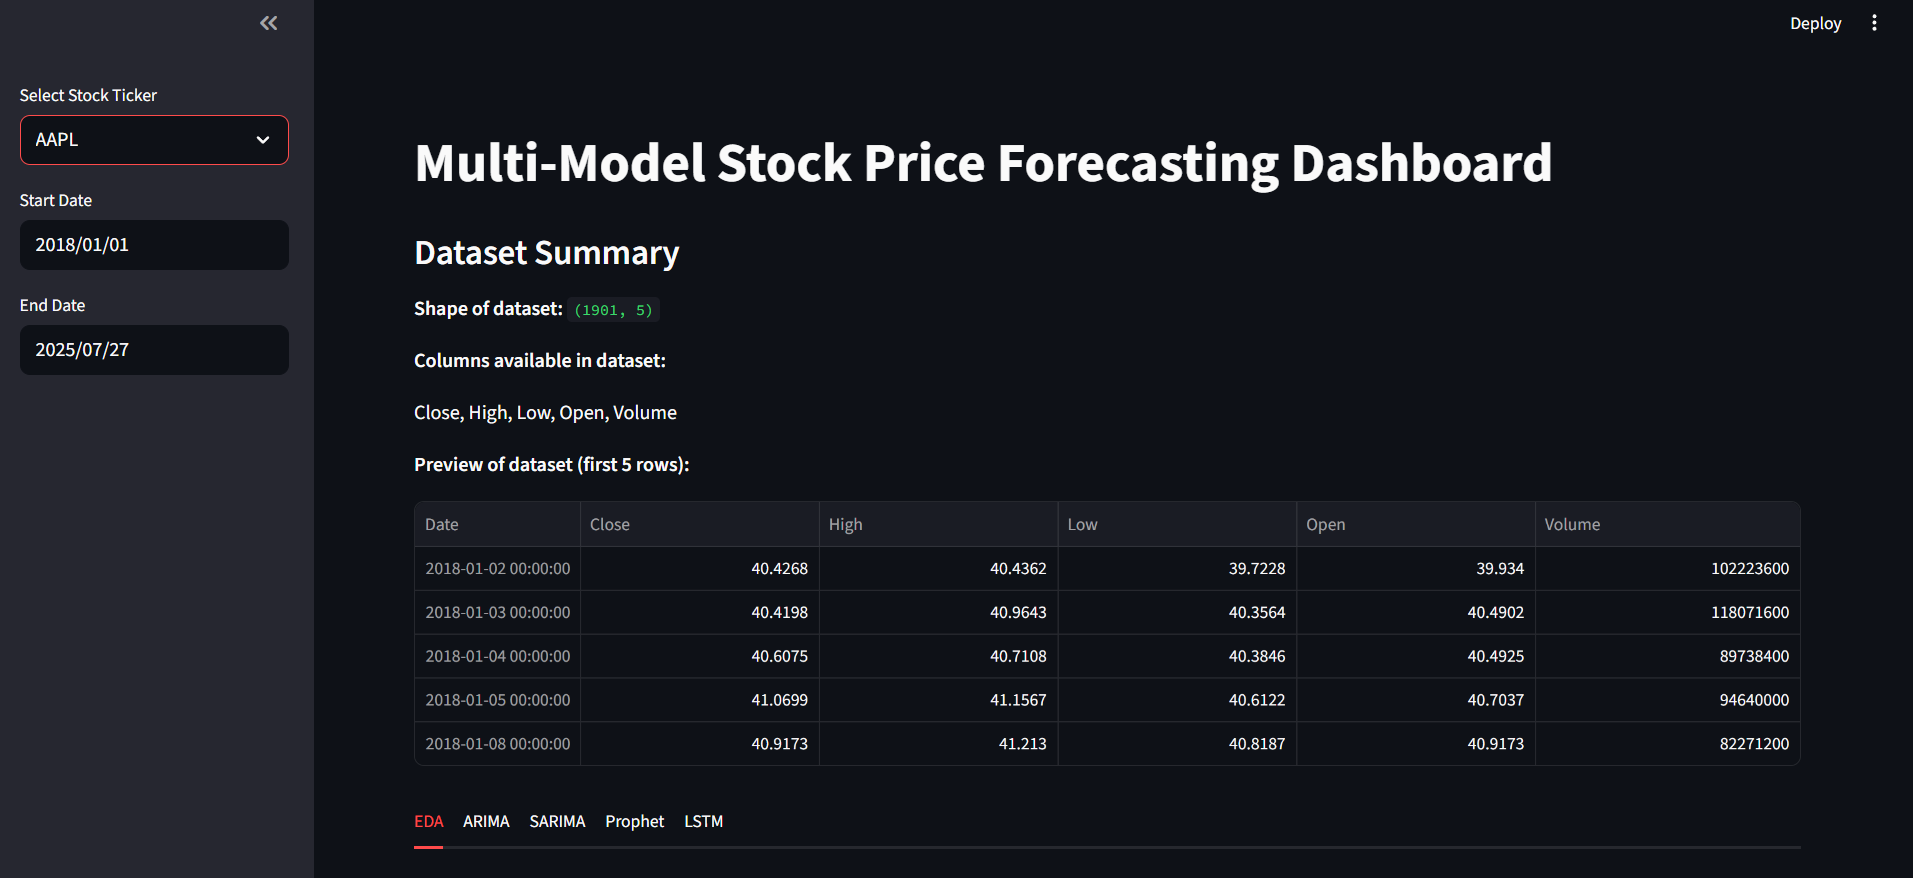 Deploy
Select Stock Ticker
AAPL
Start Date
2018/01/01
End Date
2025/07/27
Multi-Model Stock Price Forecasting Dashboard
Dataset Summary
Shape of dataset: (1901, 5)
Columns available in dataset:
Close, High, Low, Open, Volume
Preview of dataset (first 5 rows):
Date Close High Low Open Volume
2018-01-02 00:00:00 40.4268 40.4362 39.7228 39.934 102223600
2018-01-03 00:00:00 40.4198 40.9643 40.3564 40.4902 118071600
2018-01-04 00:00:00 40.6075 40.7108 40.3846 40.4925 89738400
2018-01-05 00:00:00 41.0699 41.1567 40.6122 40.7037 94640000
2018-01-08 00:00:00 40.9173 41.213 40.8187 40.9173 82271200
EDA ARIMA SARIMA Prophet LSTM